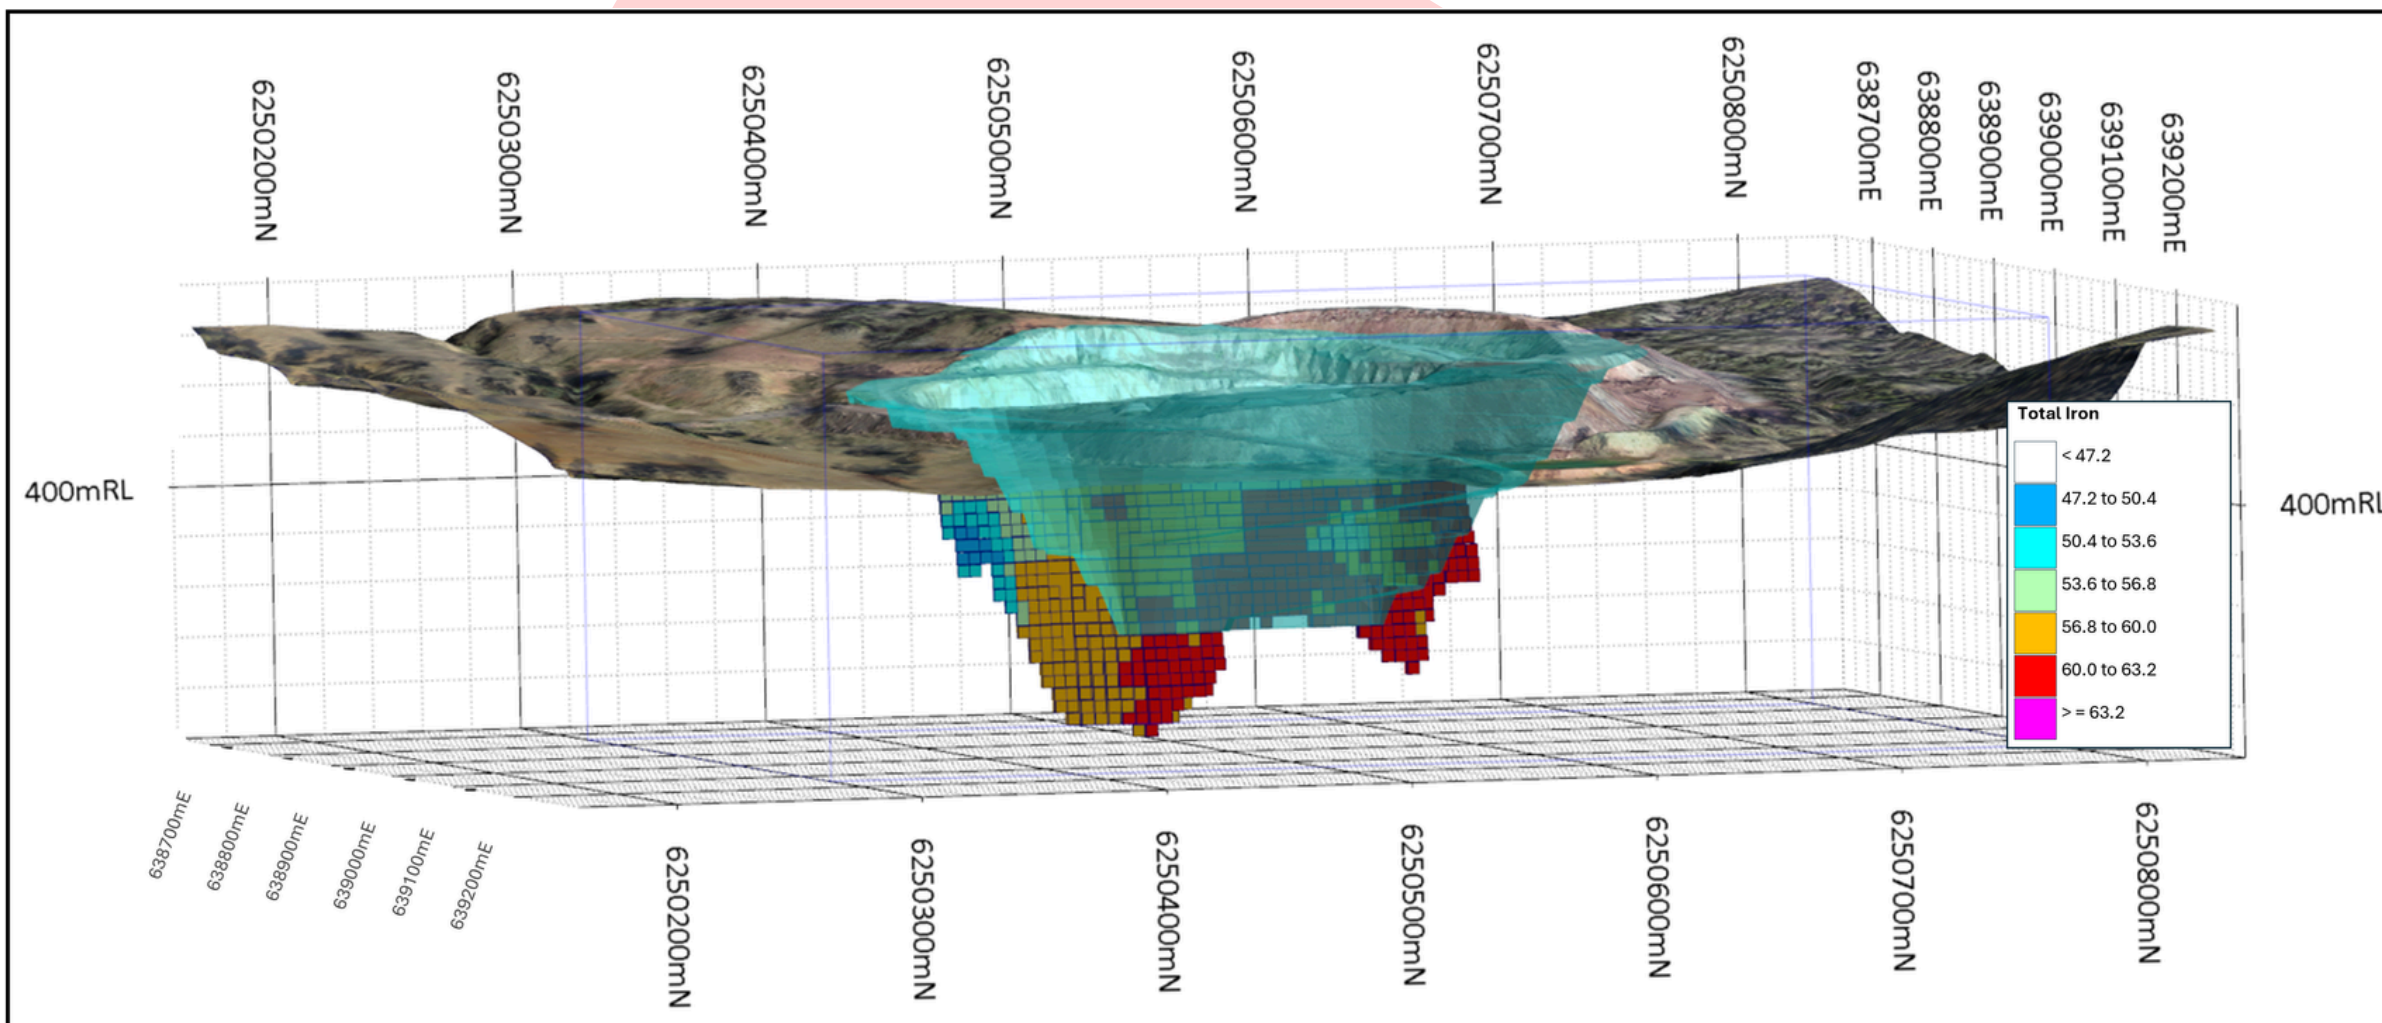 6250200mN
6250300mN
6250400mN
6250500mN
6250600mN
6250700mN
6250800mN
638700mE
638800mE
638900mE
639000mE
639100mE
639200mE
400mRL
400mRL
Total Iron
< 47.2
47.2 to 50.4
50.4 to 53.6
53.6 to 56.8
56.8 to 60.0
60.0 to 63.2
> = 63.2
638700mE
638800mE
638900mE
639000mE
639100mE
639200mE
6250200mN
6250300mN
6250400mN
6250500mN
6250600mN
6250700mN
6250800mN